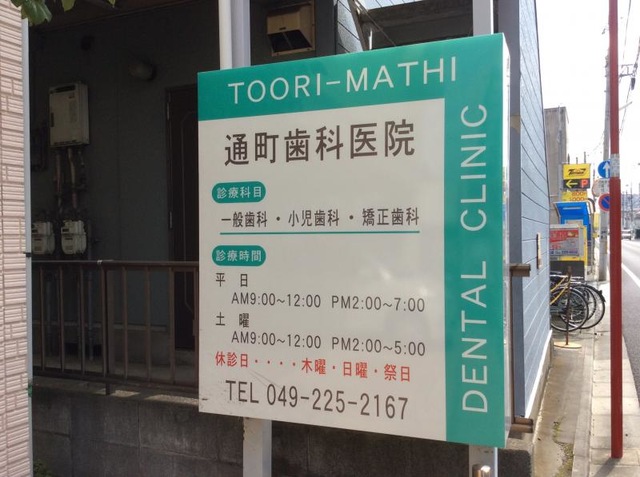 TOORI-MATHI
DENTAL CLINIC
通町歯科医院
診療科目
一般歯科・小児歯科・矯正歯科
診療時間
平日
AM9:00~12:00 PM2:00~7:00
土曜
AM9:00~12:00 PM2:00~5:00
休診日・・・・木曜・日曜・祭日
TEL 049-225-2167
P